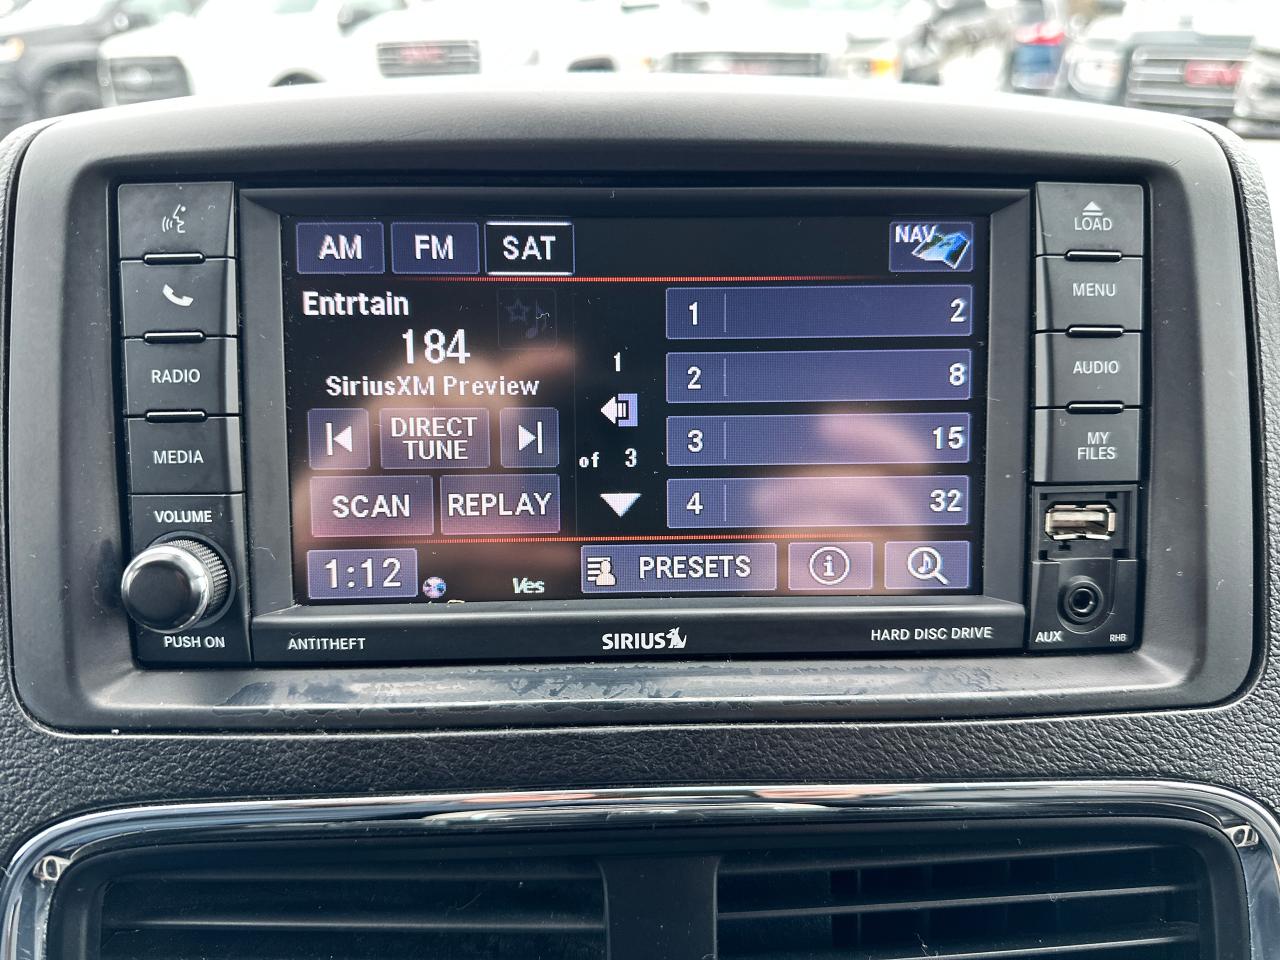 AM FM SAT NAV
LOAD
MENU
AUDIO
MY
FILES
RADIO
MEDIA
VOLUME
PUSH ON
Entrtain
184
SiriusXM Preview
DIRECT
TUNE
SCAN REPLAY
1
of 3
1 2
2 8
3 15
4 32
1:12 Ves PRESETS
ANTITHEFT SIRIUS HARD DISC DRIVE
AUX RHB
GMC